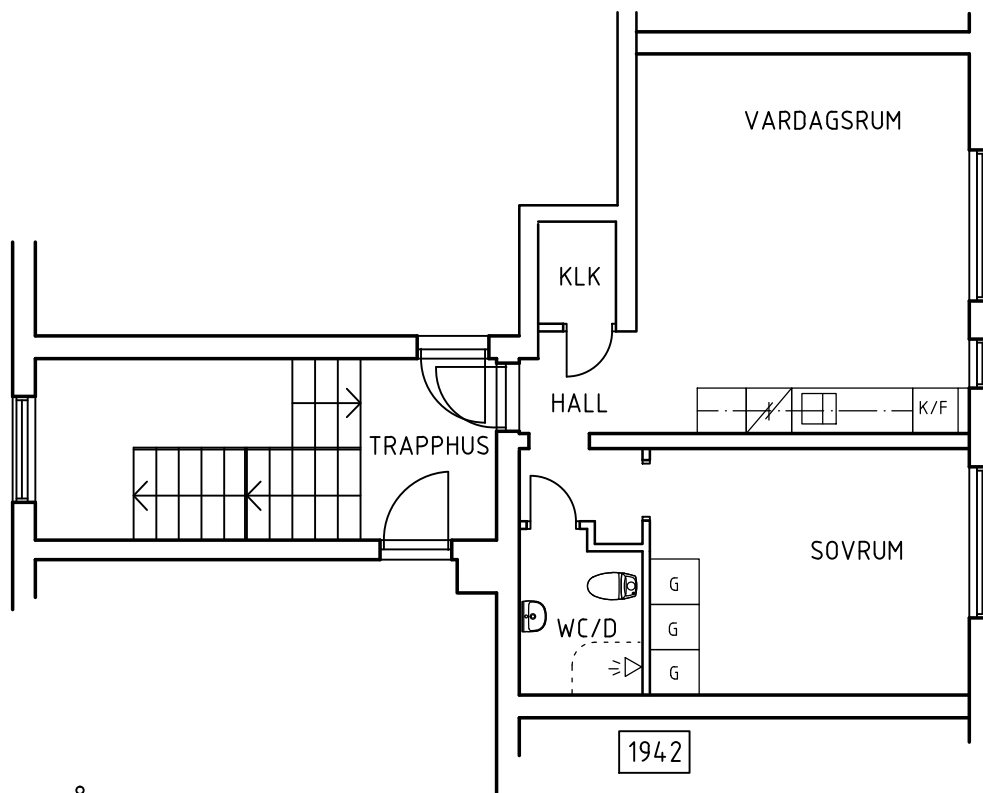 VARDAGSRUM
KLK
HALL
K/F
TRAPPHUS
SOVRUM
G
WC/D
G
G
1942